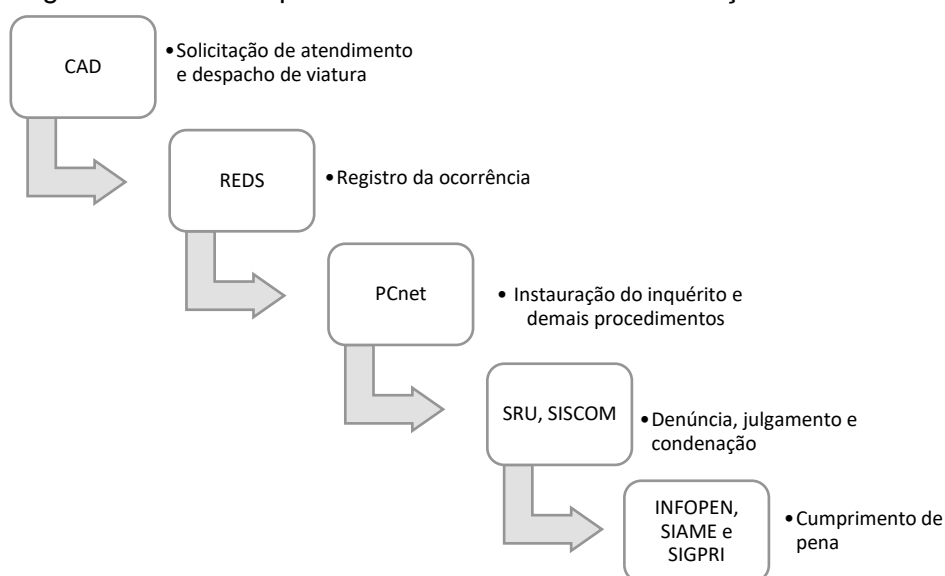 CAD
•Solicitação de atendimento
e despacho de viatura
REDS
•Registro da ocorrência
PCnet
• Instauração do inquérito e
demais procedimentos
SRU, SISCOM
•Denúncia, julgamento e
condenação
INFOPEN,
SIAME e
SIGPRI
•Cumprimento de
pena